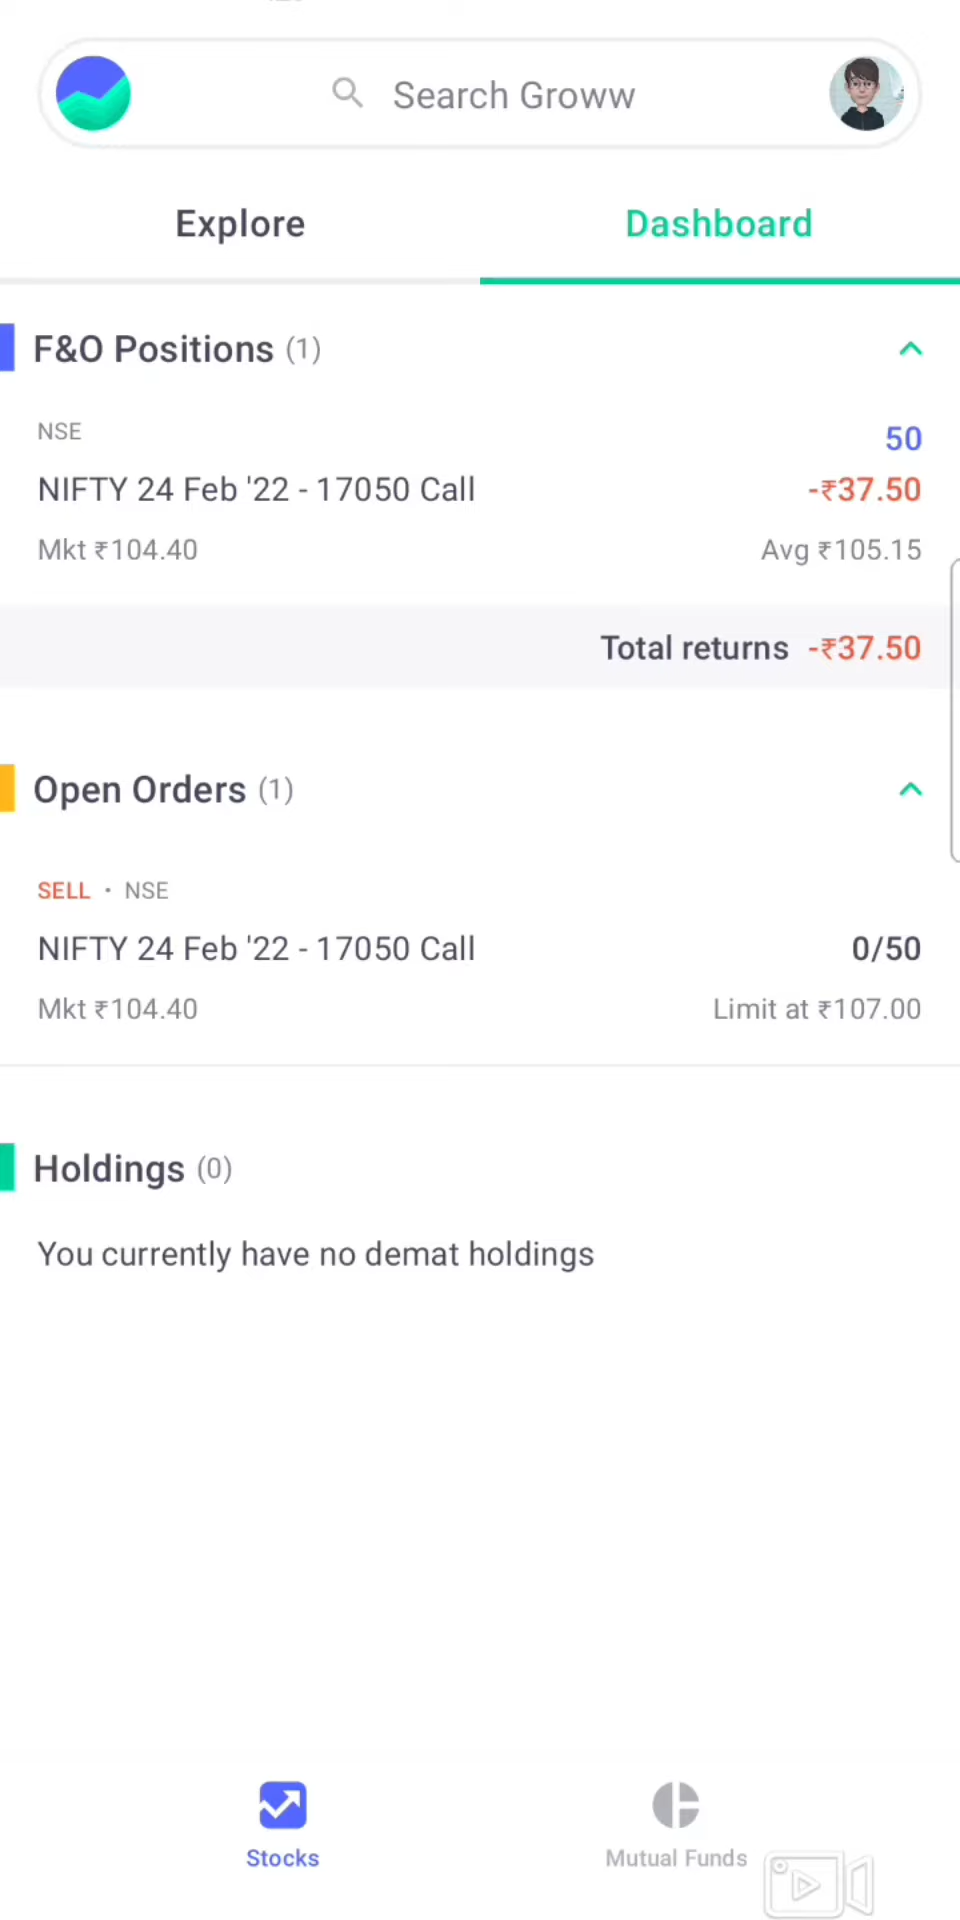 Search Groww
Explore
Dashboard
F&O Positions (1)
NSE
50
NIFTY 24 Feb '22 - 17050 Call
-₹37.50
Mkt ₹104.40
Avg ₹105.15
Total returns -₹37.50
Open Orders (1)
SELL • NSE
NIFTY 24 Feb '22 - 17050 Call
0/50
Mkt ₹104.40
Limit at ₹107.00
Holdings (0)
You currently have no demat holdings
Stocks
Mutual Funds